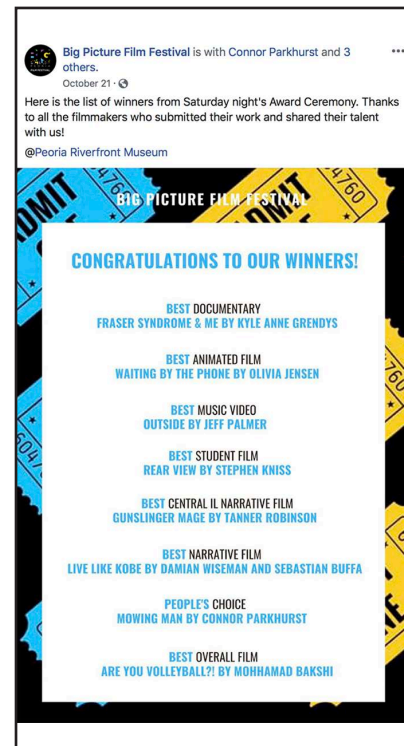 Big Picture Film Festival is with Connor Parkhurst and 3
others.
October 21 ·
Here is the list of winners from Saturday night's Award Ceremony. Thanks
to all the filmmakers who submitted their work and shared their talent
with us!
@Peoria Riverfront Museum
BIG PICTURE FILM FESTIVAL
CONGRATULATIONS TO OUR WINNERS!
BEST DOCUMENTARY
FRASER SYNDROME & ME BY KYLE ANNE GRENDYS
BEST ANIMATED FILM
WAITING BY THE PHONE BY OLIVIA JENSEN
BEST MUSIC VIDEO
OUTSIDE BY JEFF PALMER
BEST STUDENT FILM
REAR VIEW BY STEPHEN KNISS
BEST CENTRAL IL NARRATIVE FILM
GUNSLINGER MAGE BY TANNER ROBINSON
BEST NARRATIVE FILM
LIVE LIKE KOBE BY DAMIAN WISEMAN AND SEBASTIAN BUFFA
PEOPLE'S CHOICE
MOWING MAN BY CONNOR PARKHURST
BEST OVERALL FILM
ARE YOU VOLLEYBALL?! BY MOHHAMAD BAKSHI